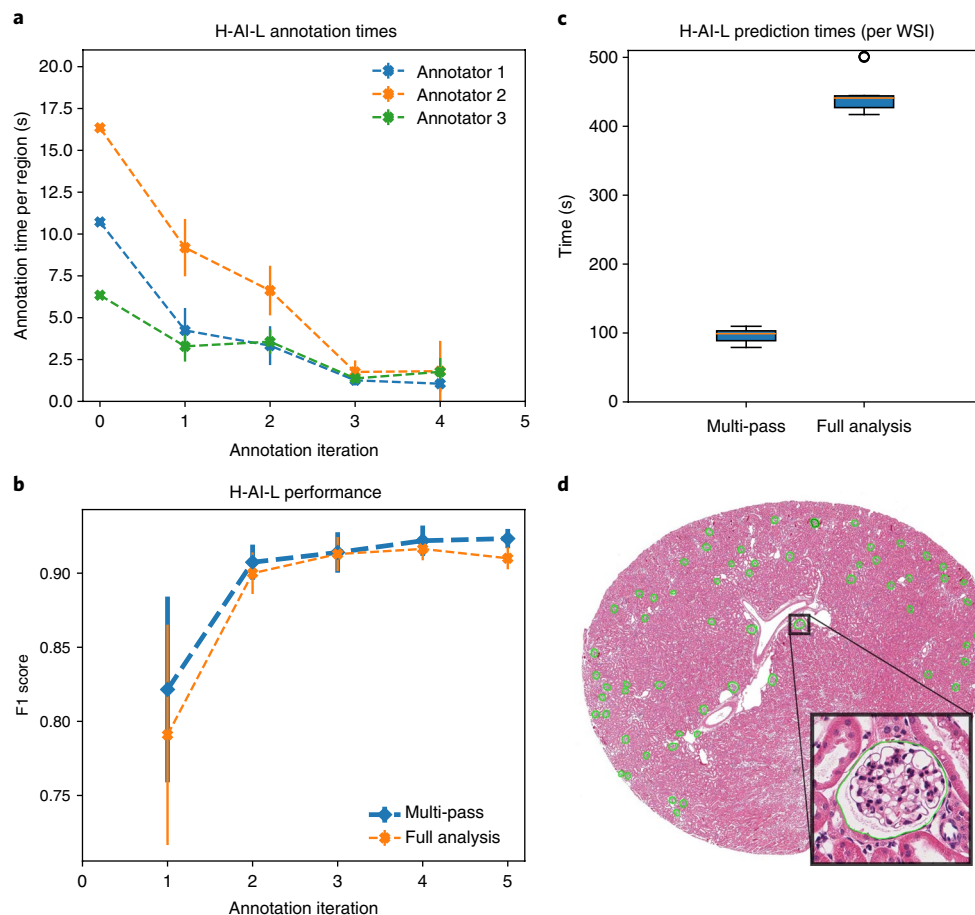 a
H-AI-L annotation times
20.0
17.5
15.0
12.5
10.0
7.5
5.0
2.5
0.0
Annotation time per region (s)
Annotator 1
Annotator 2
Annotator 3
0 1 2 3 4 5
Annotation iteration
c
H-AI-L prediction times (per WSI)
500
400
300
200
100
0
Time (s)
Multi-pass Full analysis
b
H-AI-L performance
0.90
0.85
0.80
0.75
F1 score
Multi-pass
Full analysis
0 1 2 3 4 5
Annotation iteration
d